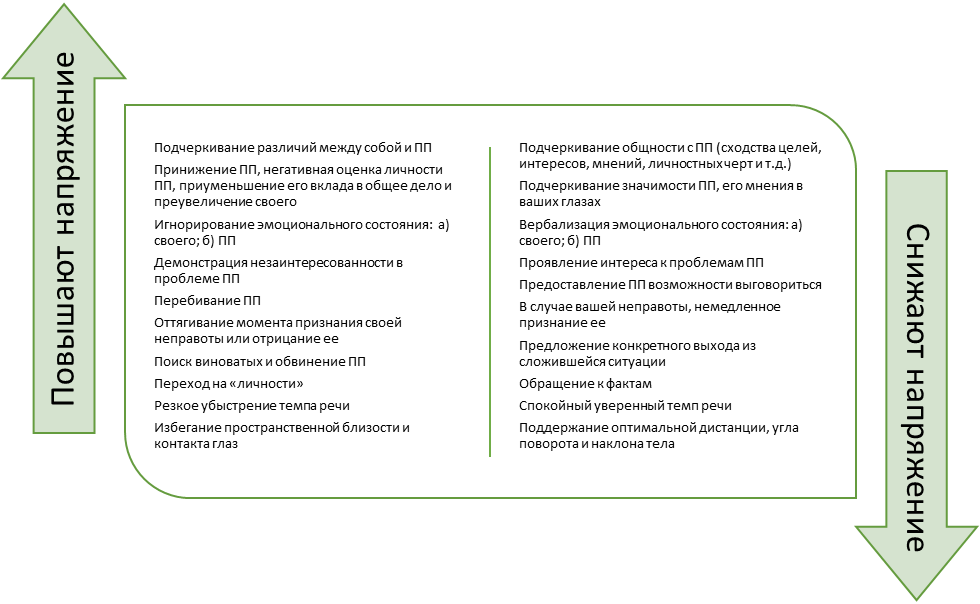 Повышают напряжение
Подчеркивание различий между собой и ПП
Принижение ПП, негативная оценка личности
ПП, приуменьшение его вклада в общее дело и
преувеличение своего
Игнорирование эмоционального состояния: а)
своего; б) ПП
Демонстрация незаинтересованности в
проблеме ПП
Перебивание ПП
Оттягивание момента признания своей
неправоты или отрицание ее
Поиск виноватых и обвинение ПП
Переход на «личности»
Резкое убыстрение темпа речи
Избегание пространственной близости и
контакта глаз
Подчеркивание общности с ПП (сходства целей,
интересов, мнений, личностных черт и т.д.)
Подчеркивание значимости ПП, его мнения в
ваших глазах
Вербализация эмоционального состояния: а)
своего; б) ПП
Проявление интереса к проблемам ПП
Предоставление ПП возможности выговориться
В случае вашей неправоты, немедленное
признание ее
Предложение конкретного выхода из
сложившейся ситуации
Обращение к фактам
Спокойный уверенный темп речи
Поддержание оптимальной дистанции, угла
поворота и наклона тела
Снижают напряжение